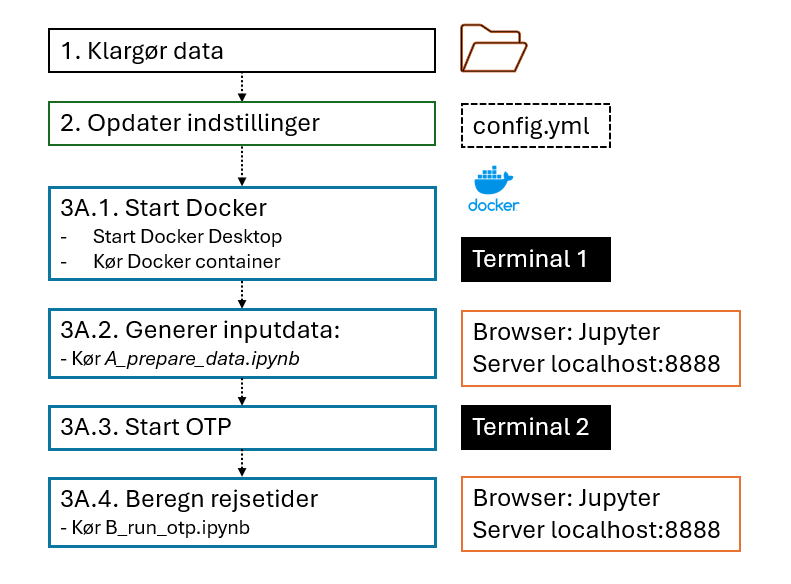 1. Klargør data
2. Opdater indstillinger
config.yml
docker
3A.1. Start Docker
- Start Docker Desktop
- Kør Docker container
Terminal 1
3A.2. Generer inputdata:
- Kør A_prepare_data.ipynb
Browser: Jupyter
Server localhost:8888
3A.3. Start OTP
Terminal 2
3A.4. Beregn rejsetider
- Kør B_run_otp.ipynb
Browser: Jupyter
Server localhost:8888